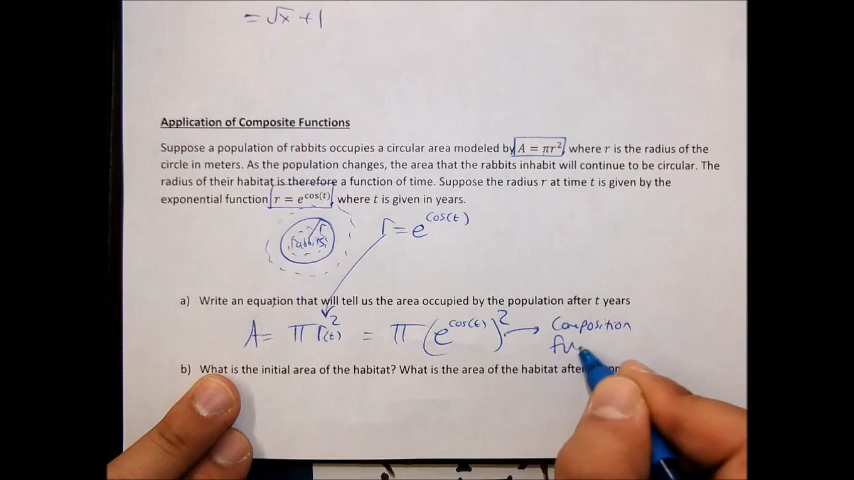 = √x + 1
Application of Composite Functions
Suppose a population of rabbits occupies a circular area modeled by A = πr², where r is the radius of the
circle in meters. As the population changes, the area that the rabbits inhabit will continue to be circular. The
radius of their habitat is therefore a function of time. Suppose the radius r at time t is given by the
exponential function r = e^cos(t), where t is given in years.
r
rabbits
r = e^cos(t)
a) Write an equation that will tell us the area occupied by the population after t years
A = π r(t)² = π (e^cos(t))² → Composition
fun
b) What is the initial area of the habitat? What is the area of the habitat after